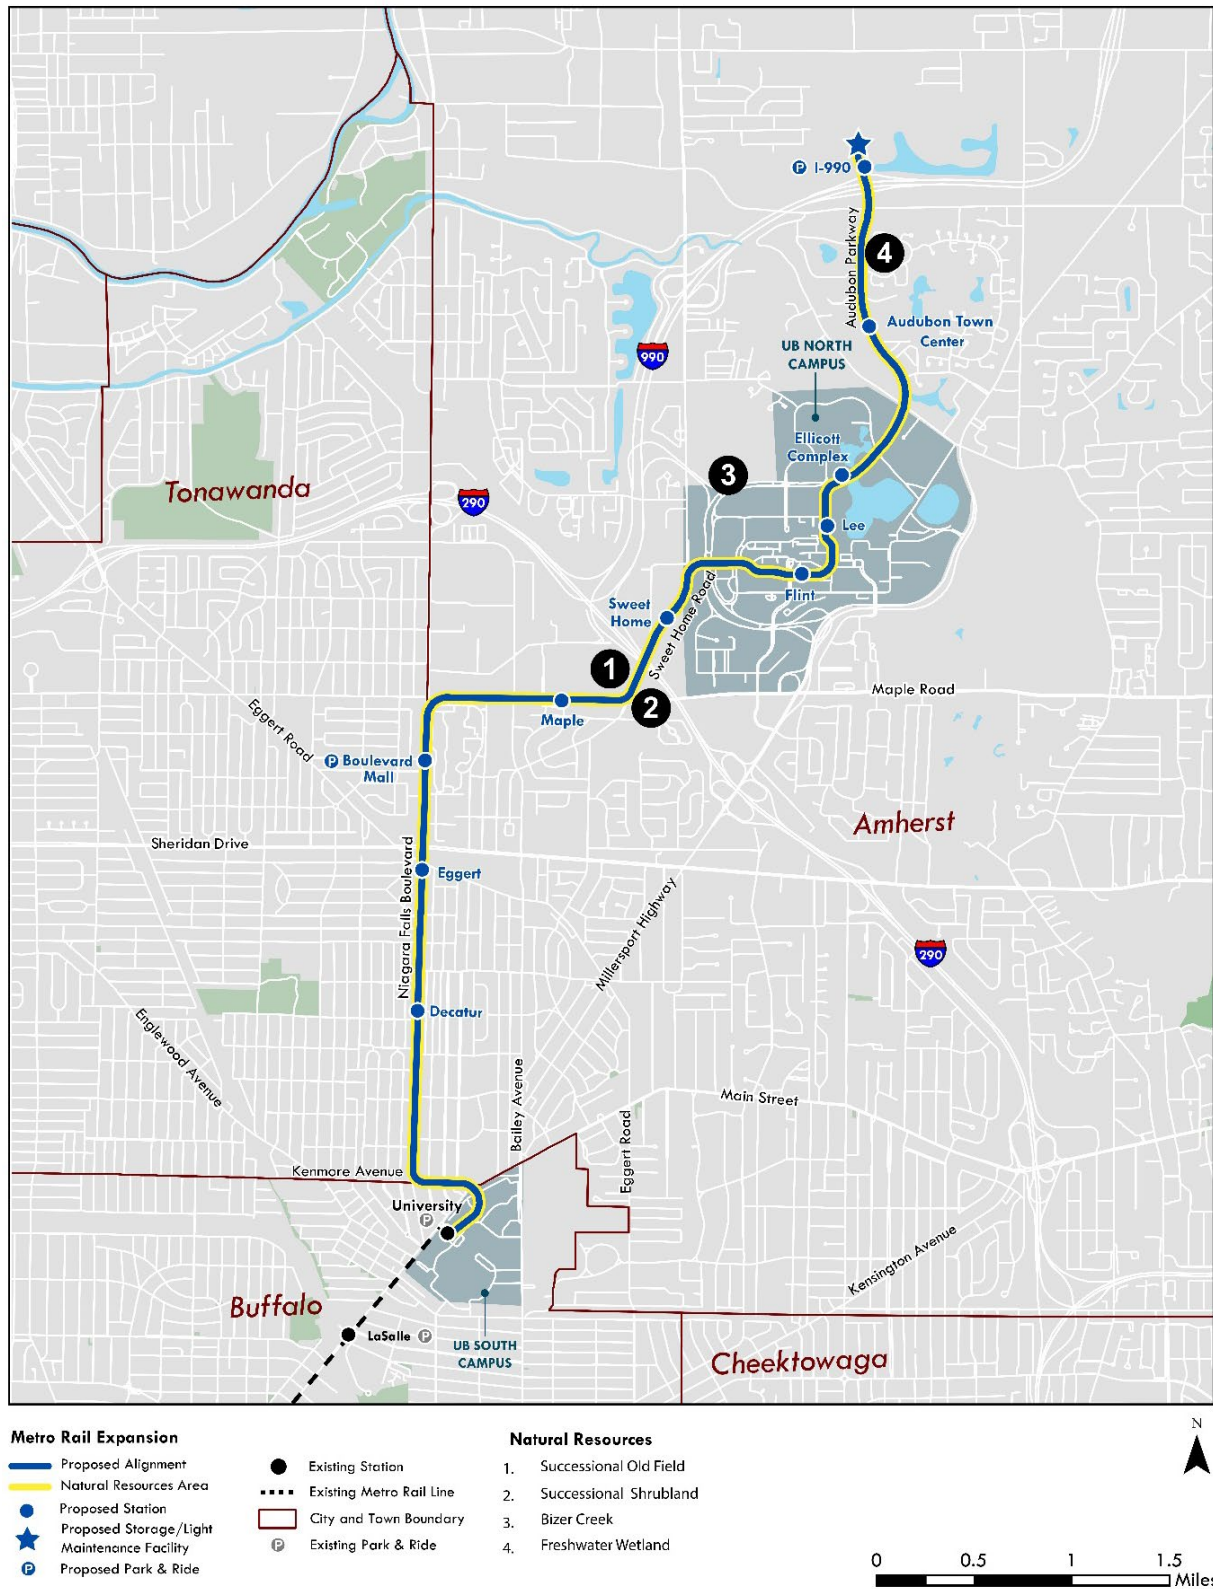 I-990
P
4
Audubon Parkway
Audubon Town
Center
UB NORTH
CAMPUS
990
Ellicott
Complex
3
Tonawanda
290
Lee
Flint
Sweet
Home
Sweet Home Road
1
2
Maple Road
Maple
Eggert Road
P
Boulevard
Mall
Amherst
Sheridan Drive
Eggert
Niagara Falls Boulevard
Millersport Highway
290
Decatur
Englewood Avenue
Bailey Avenue
Main Street
Eggert Road
Kenmore Avenue
University
P
Kensington Avenue
Buffalo
LaSalle
P
UB SOUTH
CAMPUS
Cheektowaga
Metro Rail Expansion
Proposed Alignment
Natural Resources Area
Proposed Station
Proposed Storage/Light
Maintenance Facility
P
Proposed Park & Ride
Existing Station
Existing Metro Rail Line
City and Town Boundary
P
Existing Park & Ride
Natural Resources
1. Successional Old Field
2. Successional Shrubland
3. Bizer Creek
4. Freshwater Wetland
N
0 0.5 1 1.5
Miles